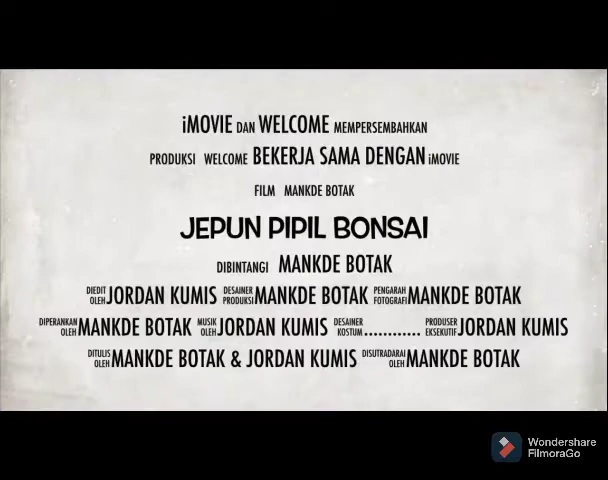 iMOVIE DAN WELCOME MEMPERSEMBAHKAN
PRODUKSI WELCOME BEKERJA SAMA DENGAN iMOVIE
FILM MANKDE BOTAK
JEPUN PIPIL BONSAI
DIBINTANGI MANKDE BOTAK
DIEDIT OLEH JORDAN KUMIS DESAINER PRODUKSI MANKDE BOTAK PENGARAH FOTOGRAFI MANKDE BOTAK
DIPERANKAN OLEH MANKDE BOTAK MUSIK OLEH JORDAN KUMIS DESAINER KOSTUM ............ PRODUSER EKSEKUTIF JORDAN KUMIS
DITULIS OLEH MANKDE BOTAK & JORDAN KUMIS DISUTRADARAI OLEH MANKDE BOTAK
Wondershare
FilmoraGo